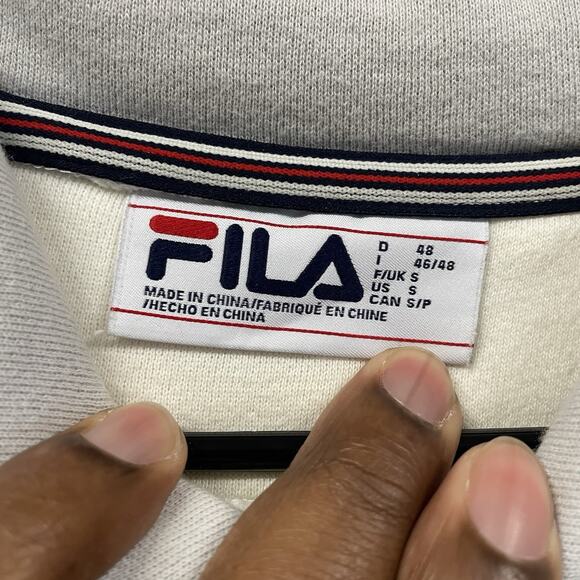 FILA
D 48
I 46/48
F/UK S
US S
CAN S/P
MADE IN CHINA/FABRIQUÉ EN CHINE
/HECHO EN CHINA